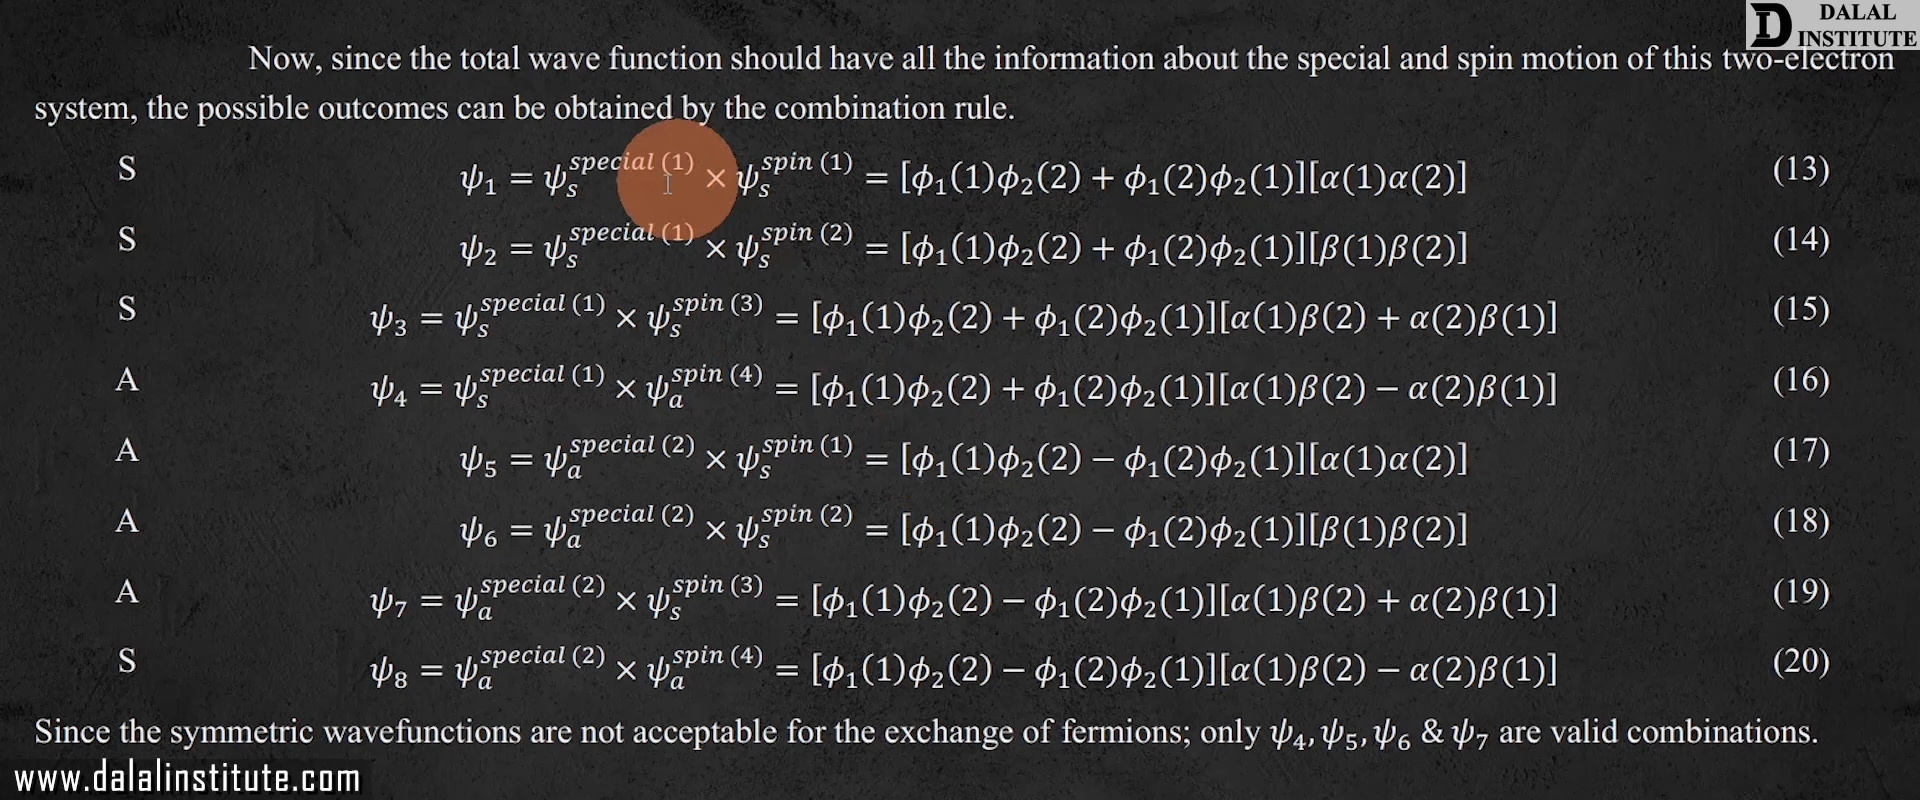 DALAL
INSTITUTE
Now, since the total wave function should have all the information about the special and spin motion of this two-electron
system, the possible outcomes can be obtained by the combination rule.
S ψ₁ = ψₛ^special (1) × ψₛ^spin (1) = [ϕ₁(1)ϕ₂(2) + ϕ₁(2)ϕ₂(1)][α(1)α(2)] (13)
S ψ₂ = ψₛ^special (1) × ψₛ^spin (2) = [ϕ₁(1)ϕ₂(2) + ϕ₁(2)ϕ₂(1)][β(1)β(2)] (14)
S ψ₃ = ψₛ^special (1) × ψₛ^spin (3) = [ϕ₁(1)ϕ₂(2) + ϕ₁(2)ϕ₂(1)][α(1)β(2) + α(2)β(1)] (15)
A ψ₄ = ψₛ^special (1) × ψₐ^spin (4) = [ϕ₁(1)ϕ₂(2) + ϕ₁(2)ϕ₂(1)][α(1)β(2) − α(2)β(1)] (16)
A ψ₅ = ψₐ^special (2) × ψₛ^spin (1) = [ϕ₁(1)ϕ₂(2) − ϕ₁(2)ϕ₂(1)][α(1)α(2)] (17)
A ψ₆ = ψₐ^special (2) × ψₛ^spin (2) = [ϕ₁(1)ϕ₂(2) − ϕ₁(2)ϕ₂(1)][β(1)β(2)] (18)
A ψ₇ = ψₐ^special (2) × ψₛ^spin (3) = [ϕ₁(1)ϕ₂(2) − ϕ₁(2)ϕ₂(1)][α(1)β(2) + α(2)β(1)] (19)
S ψ₈ = ψₐ^special (2) × ψₐ^spin (4) = [ϕ₁(1)ϕ₂(2) − ϕ₁(2)ϕ₂(1)][α(1)β(2) − α(2)β(1)] (20)
Since the symmetric wavefunctions are not acceptable for the exchange of fermions; only ψ₄, ψ₅, ψ₆ & ψ₇ are valid combinations.
www.dalalinstitute.com